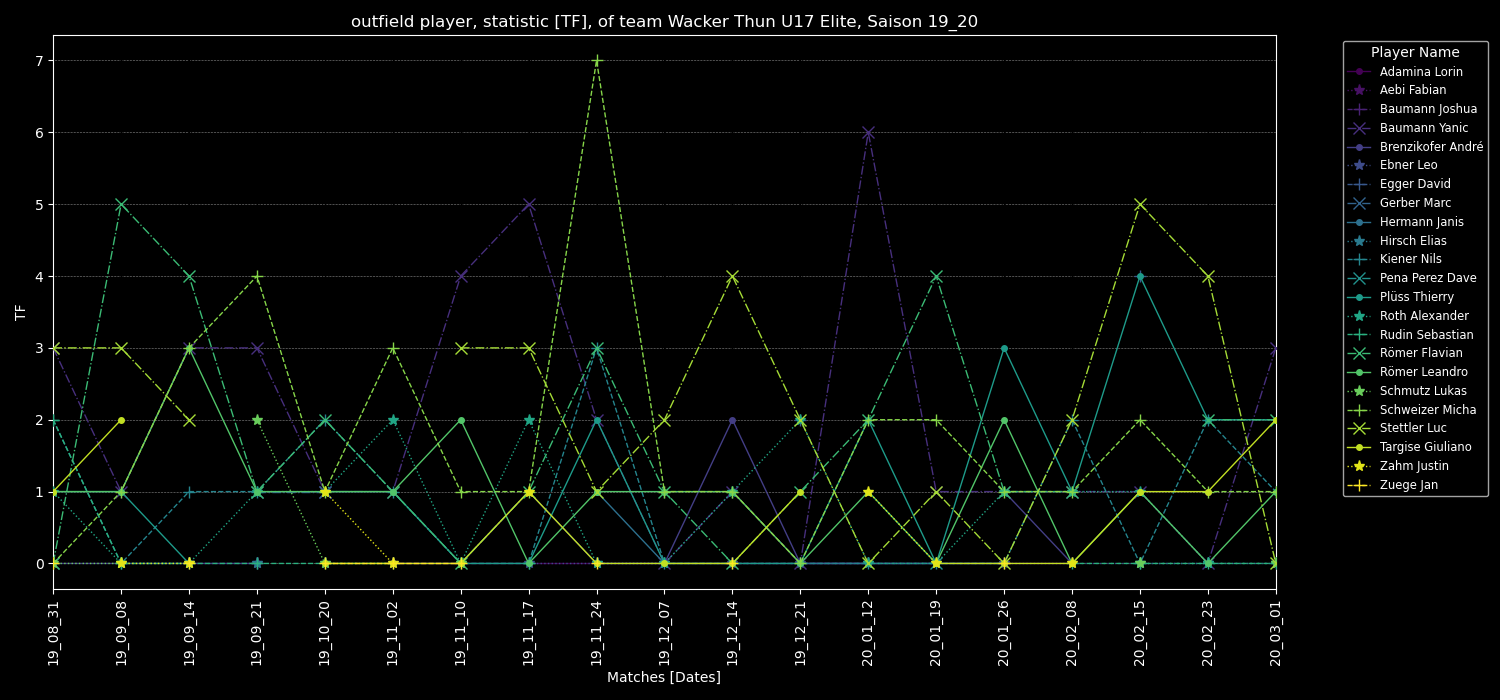 outfield player, statistic [TF], of team Wacker Thun U17 Elite, Saison 19_20
7
6
5
4
3
2
1
0
TF
19_08_31
19_09_08
19_09_14
19_09_21
19_10_20
19_11_02
19_11_10
19_11_17
19_11_24
19_12_07
19_12_14
19_12_21
20_01_12
20_01_19
20_01_26
20_02_08
20_02_15
20_02_23
20_03_01
Matches [Dates]
Player Name
Adamina Lorin
Aebi Fabian
Baumann Joshua
Baumann Yanic
Brenzikofer André
Ebner Leo
Egger David
Gerber Marc
Hermann Janis
Hirsch Elias
Kiener Nils
Pena Perez Dave
Plüss Thierry
Roth Alexander
Rudin Sebastian
Römer Flavian
Römer Leandro
Schmutz Lukas
Schweizer Micha
Stettler Luc
Targise Giuliano
Zahm Justin
Zuege Jan